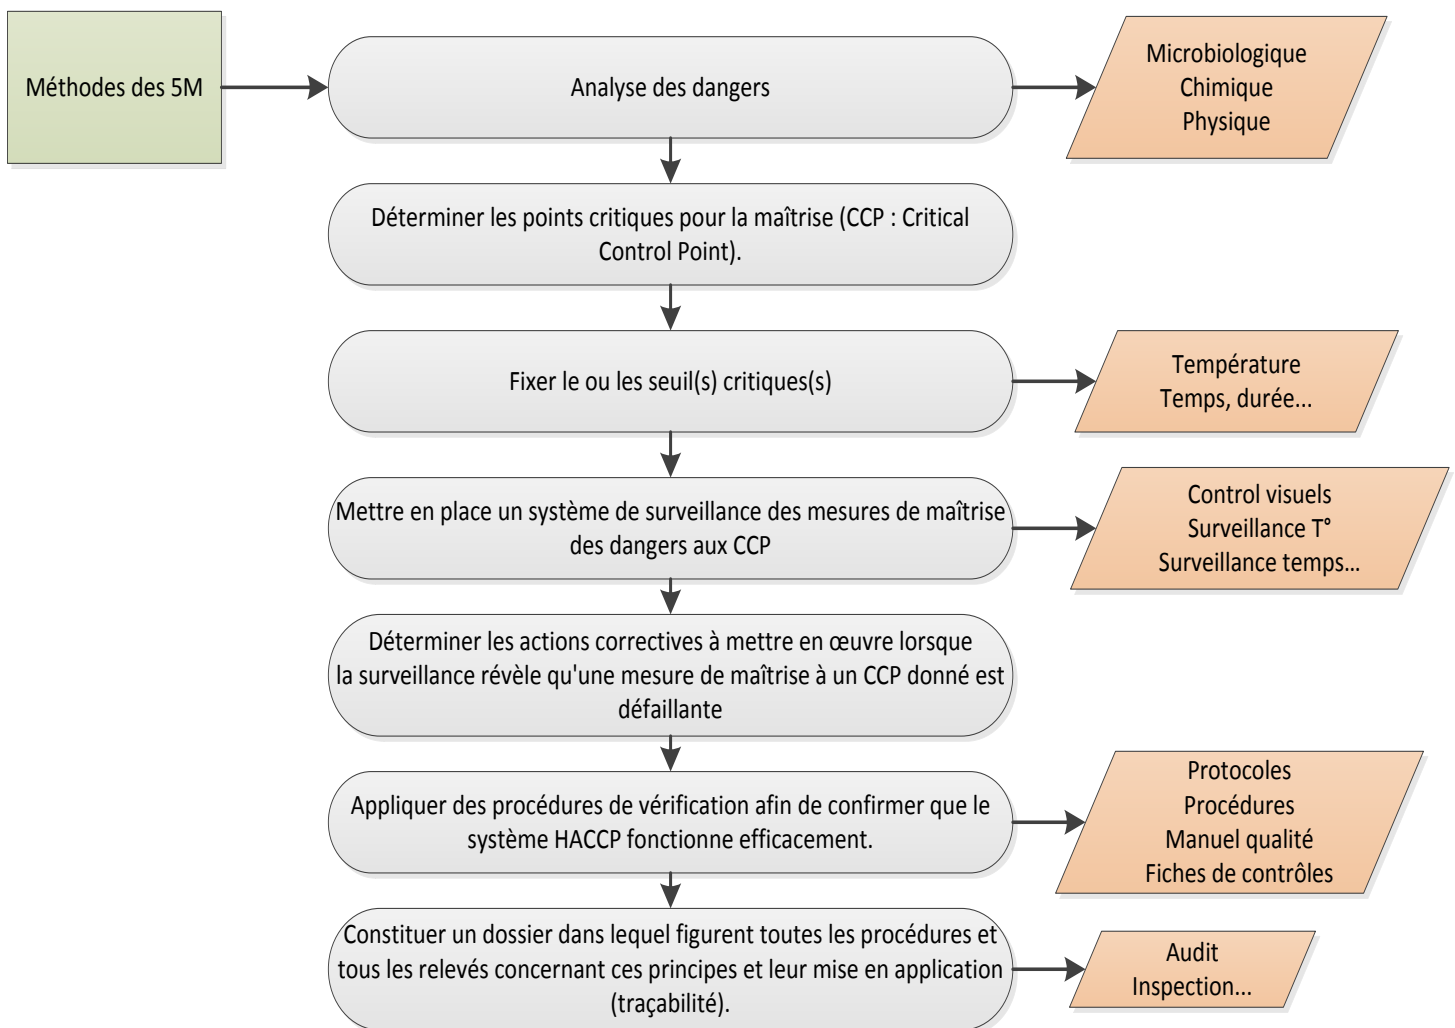 Méthodes des 5M
Analyse des dangers
Microbiologique
Chimique
Physique
Déterminer les points critiques pour la maîtrise (CCP : Critical
Control Point).
Fixer le ou les seuil(s) critiques(s)
Température
Temps, durée...
Mettre en place un système de surveillance des mesures de maîtrise
des dangers aux CCP
Control visuels
Surveillance T°
Surveillance temps...
Déterminer les actions correctives à mettre en œuvre lorsque
la surveillance révèle qu'une mesure de maîtrise à un CCP donné est
défaillante
Appliquer des procédures de vérification afin de confirmer que le
système HACCP fonctionne efficacement.
Protocoles
Procédures
Manuel qualité
Fiches de contrôles
Constituer un dossier dans lequel figurent toutes les procédures et
tous les relevés concernant ces principes et leur mise en application
(traçabilité).
Audit
Inspection...